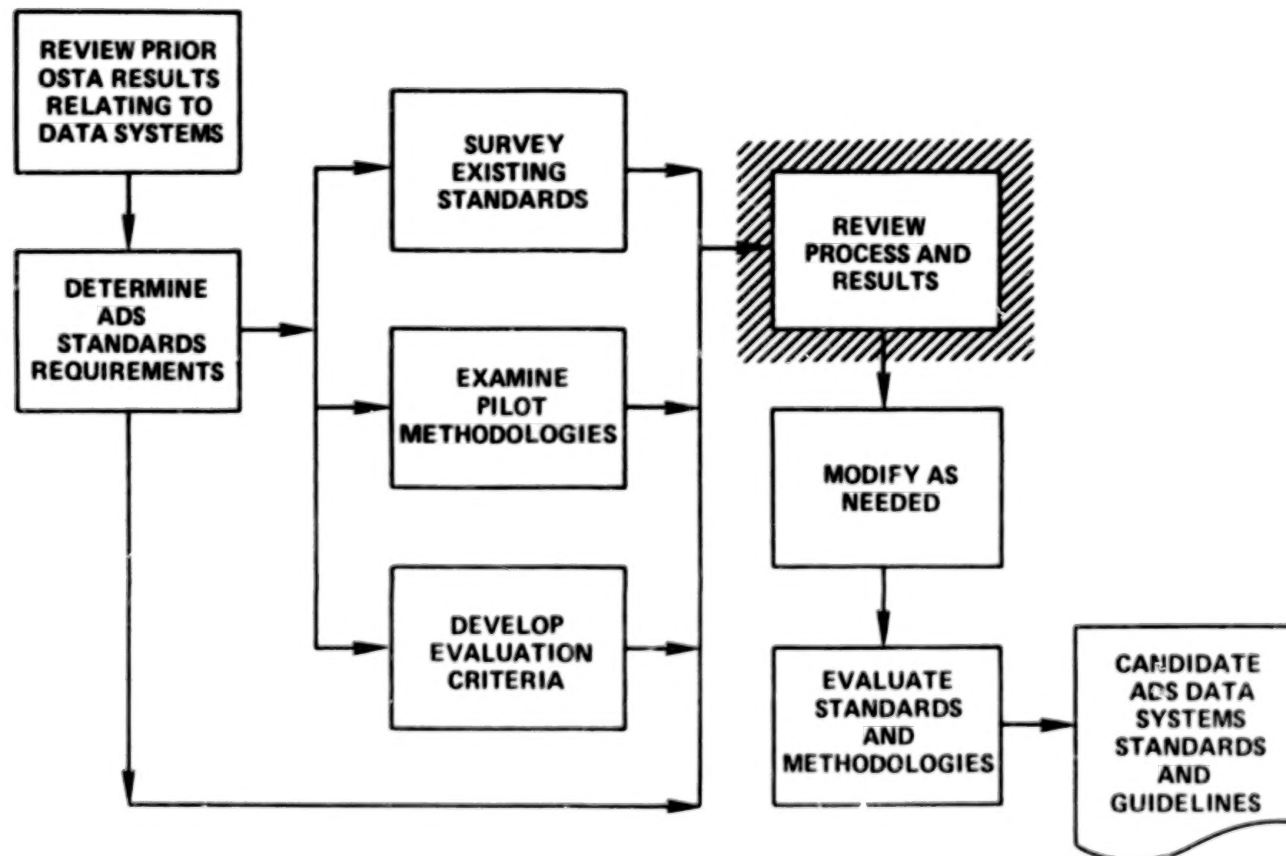 REVIEW PRIOR
OSTA RESULTS
RELATING TO
DATA SYSTEMS
DETERMINE
ADS
STANDARDS
REQUIREMENTS
SURVEY
EXISTING
STANDARDS
EXAMINE
PILOT
METHODOLOGIES
DEVELOP
EVALUATION
CRITERIA
REVIEW
PROCESS AND
RESULTS
MODIFY AS
NEEDED
EVALUATE
STANDARDS
AND
METHODOLOGIES
CANDIDATE
ADS DATA
SYSTEMS
STANDARDS
AND
GUIDELINES